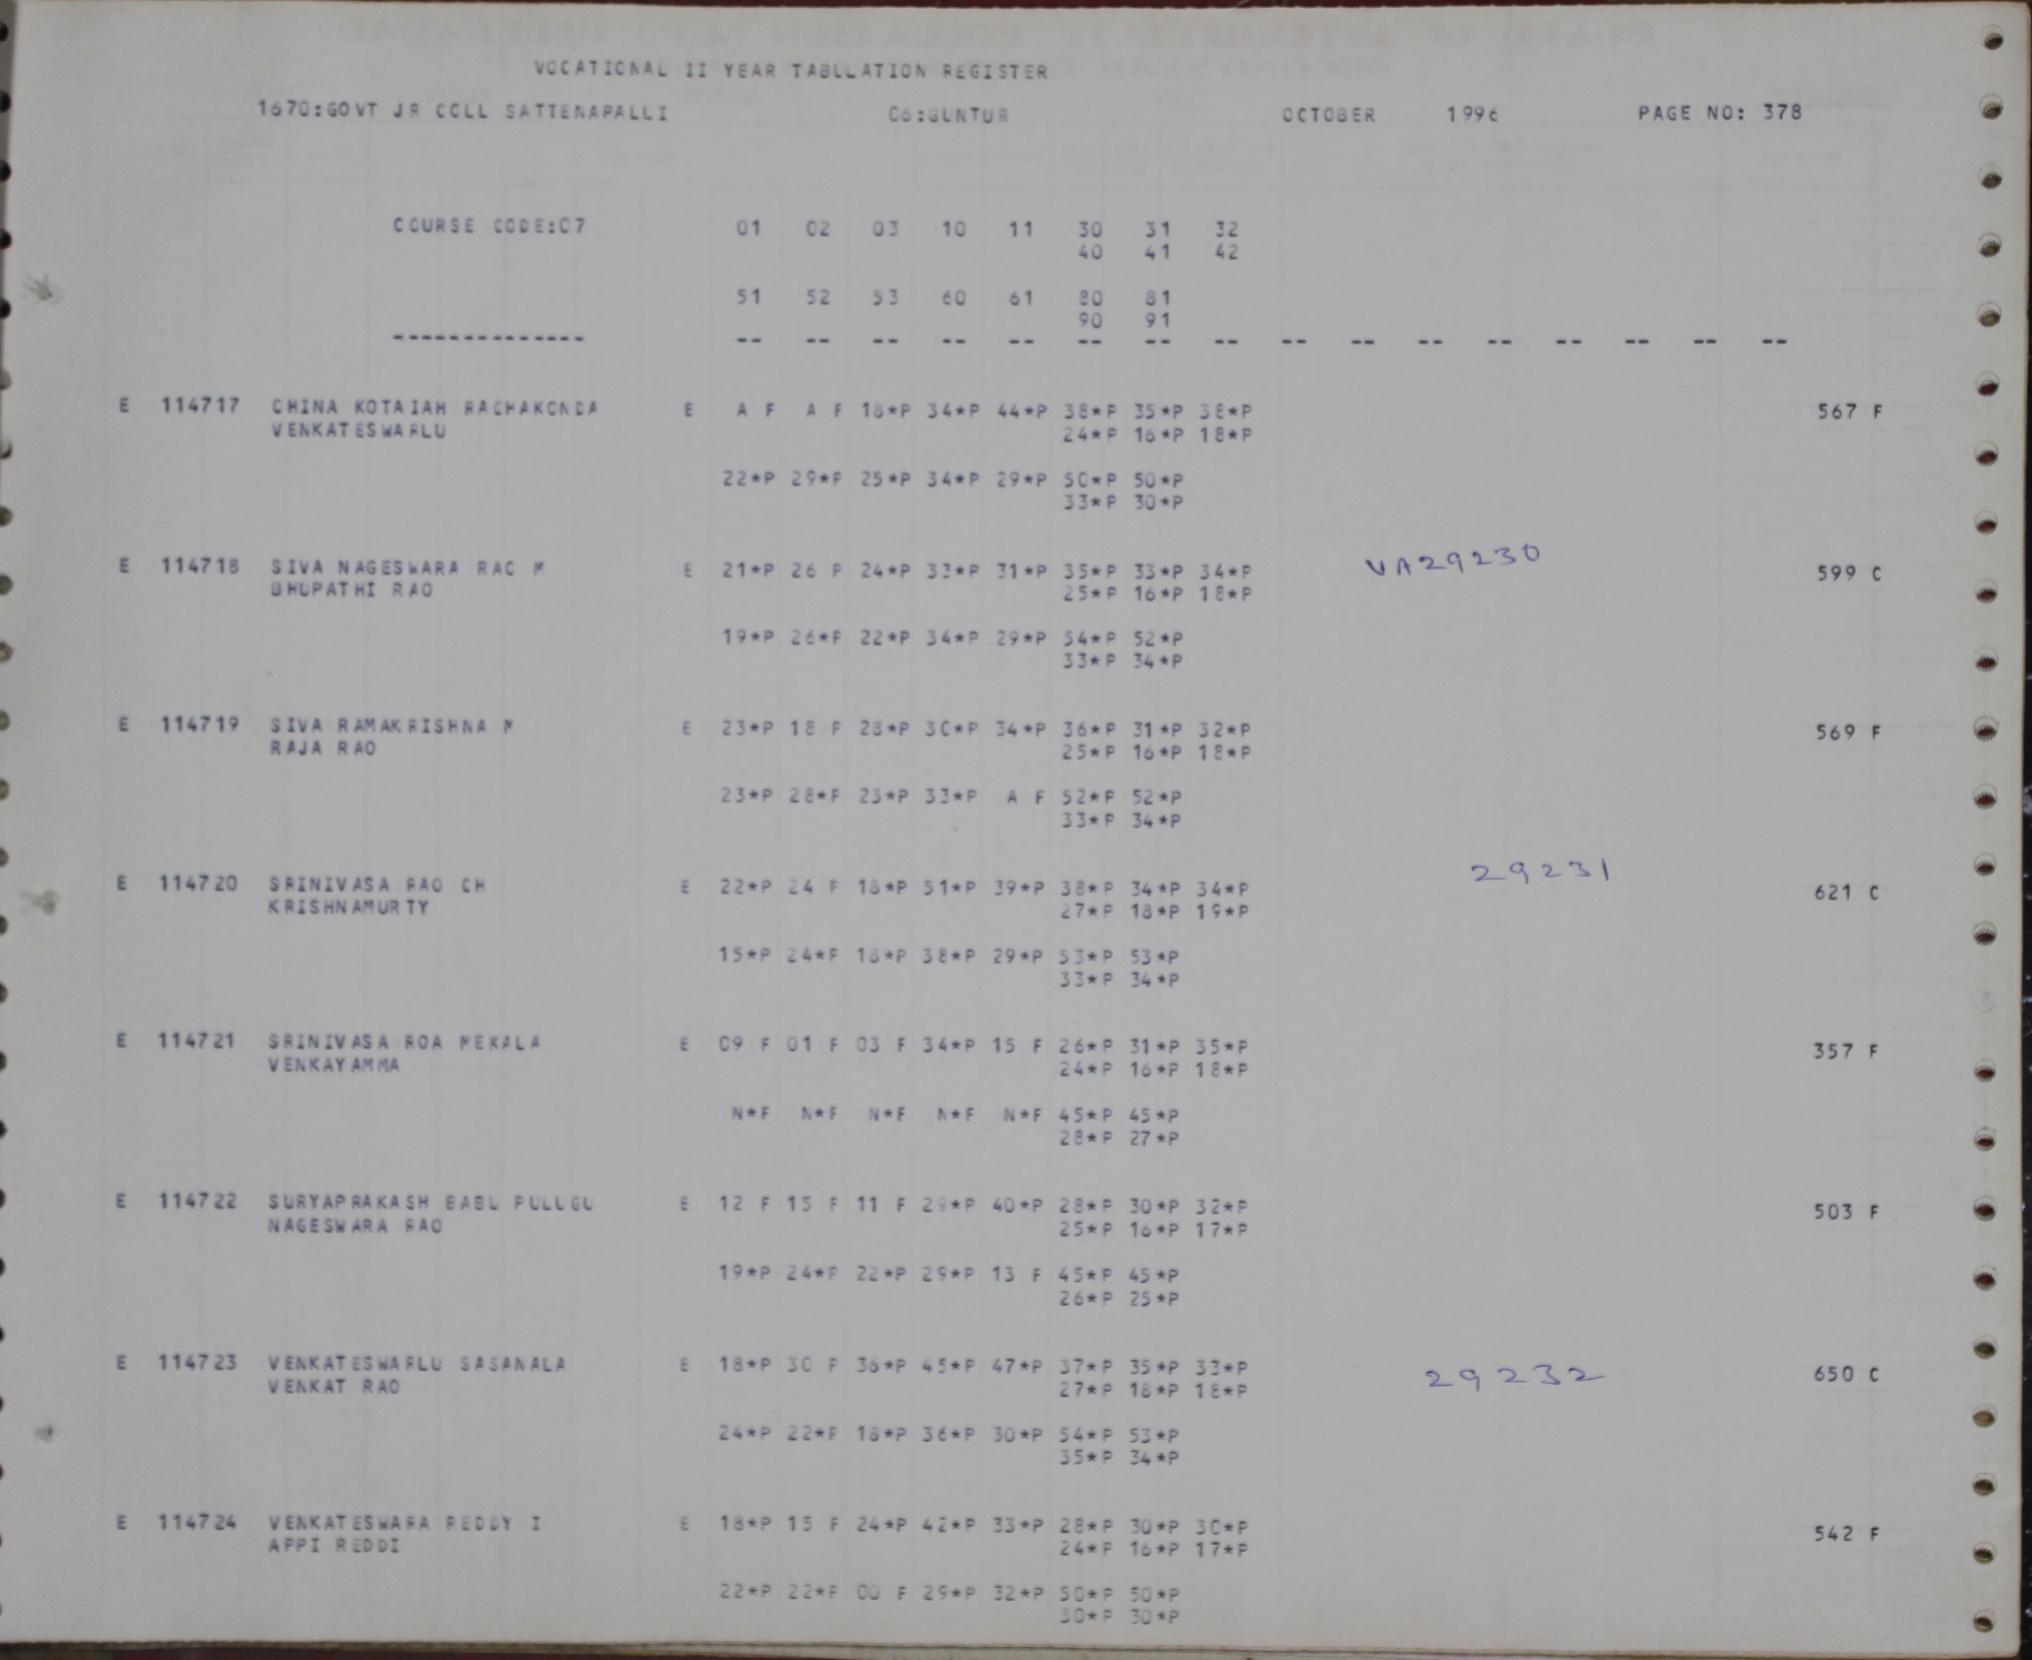 VOCATIONAL II YEAR TABLLATION REGISTER
1670:GOVT JR COLL SATTENAPALLI 06:GUNTUR OCTOBER 1996 PAGE NO: 378
COURSE CODE:07 01 02 03 10 11 30 31 32
40 41 42
51 52 53 60 61 80 81
90 91
-------------- -- -- -- -- -- -- -- -- -- -- -- -- -- -- -- --
E 114717 CHINA KOTAIAH RACHAKONDA E A F A F 18*P 34*P 44*P 38*P 35*P 38*P 567 F
VENKATESWARLU 24*P 16*P 18*P
22*P 29*P 25*P 34*P 29*P 50*P 50*P
33*P 30*P
E 114718 SIVA NAGESWARA RAO M E 21*P 26 P 24*P 33*P 31*P 35*P 33*P 34*P VA29230 599 C
BHUPATHI RAO 25*P 16*P 18*P
19*P 26*P 22*P 34*P 29*P 54*P 52*P
33*P 34*P
E 114719 SIVA RAMAKRISHNA M E 23*P 18 P 28*P 30*P 34*P 36*P 31*P 32*P 569 F
RAJA RAO 25*P 16*P 18*P
23*P 28*P 23*P 33*P A F 52*P 52*P
33*P 34*P
E 114720 SRINIVASA RAO CH E 22*P 24 P 18*P 51*P 39*P 38*P 34*P 34*P 29231 621 C
KRISHNAMURTY 27*P 18*P 19*P
15*P 24*P 18*P 38*P 29*P 53*P 53*P
33*P 34*P
E 114721 SRINIVASA ROA MEKALA E 09 F 01 F 03 F 34*P 15 F 26*P 31*P 35*P 357 F
VENKAYAMMA 24*P 16*P 18*P
N*F N*F N*F N*F N*F 45*P 45*P
28*P 27*P
E 114722 SURYAPRAKASH BABU PULUGU E 12 F 15 F 11 F 29*P 40*P 28*P 30*P 32*P 503 F
NAGESWARA RAO 25*P 16*P 17*P
19*P 24*P 22*P 29*P 13 F 45*P 45*P
26*P 25*P
E 114723 VENKATESWARLU SASANALA E 18*P 30 P 36*P 45*P 47*P 37*P 35*P 33*P 29232 650 C
VENKAT RAO 27*P 18*P 18*P
24*P 22*P 18*P 36*P 30*P 54*P 53*P
35*P 34*P
E 114724 VENKATESWARA REDDY I E 18*P 15 F 24*P 42*P 33*P 28*P 30*P 30*P 542 F
APPI REDDI 24*P 16*P 17*P
22*P 22*P 00 F 29*P 32*P 50*P 50*P
30*P 30*P